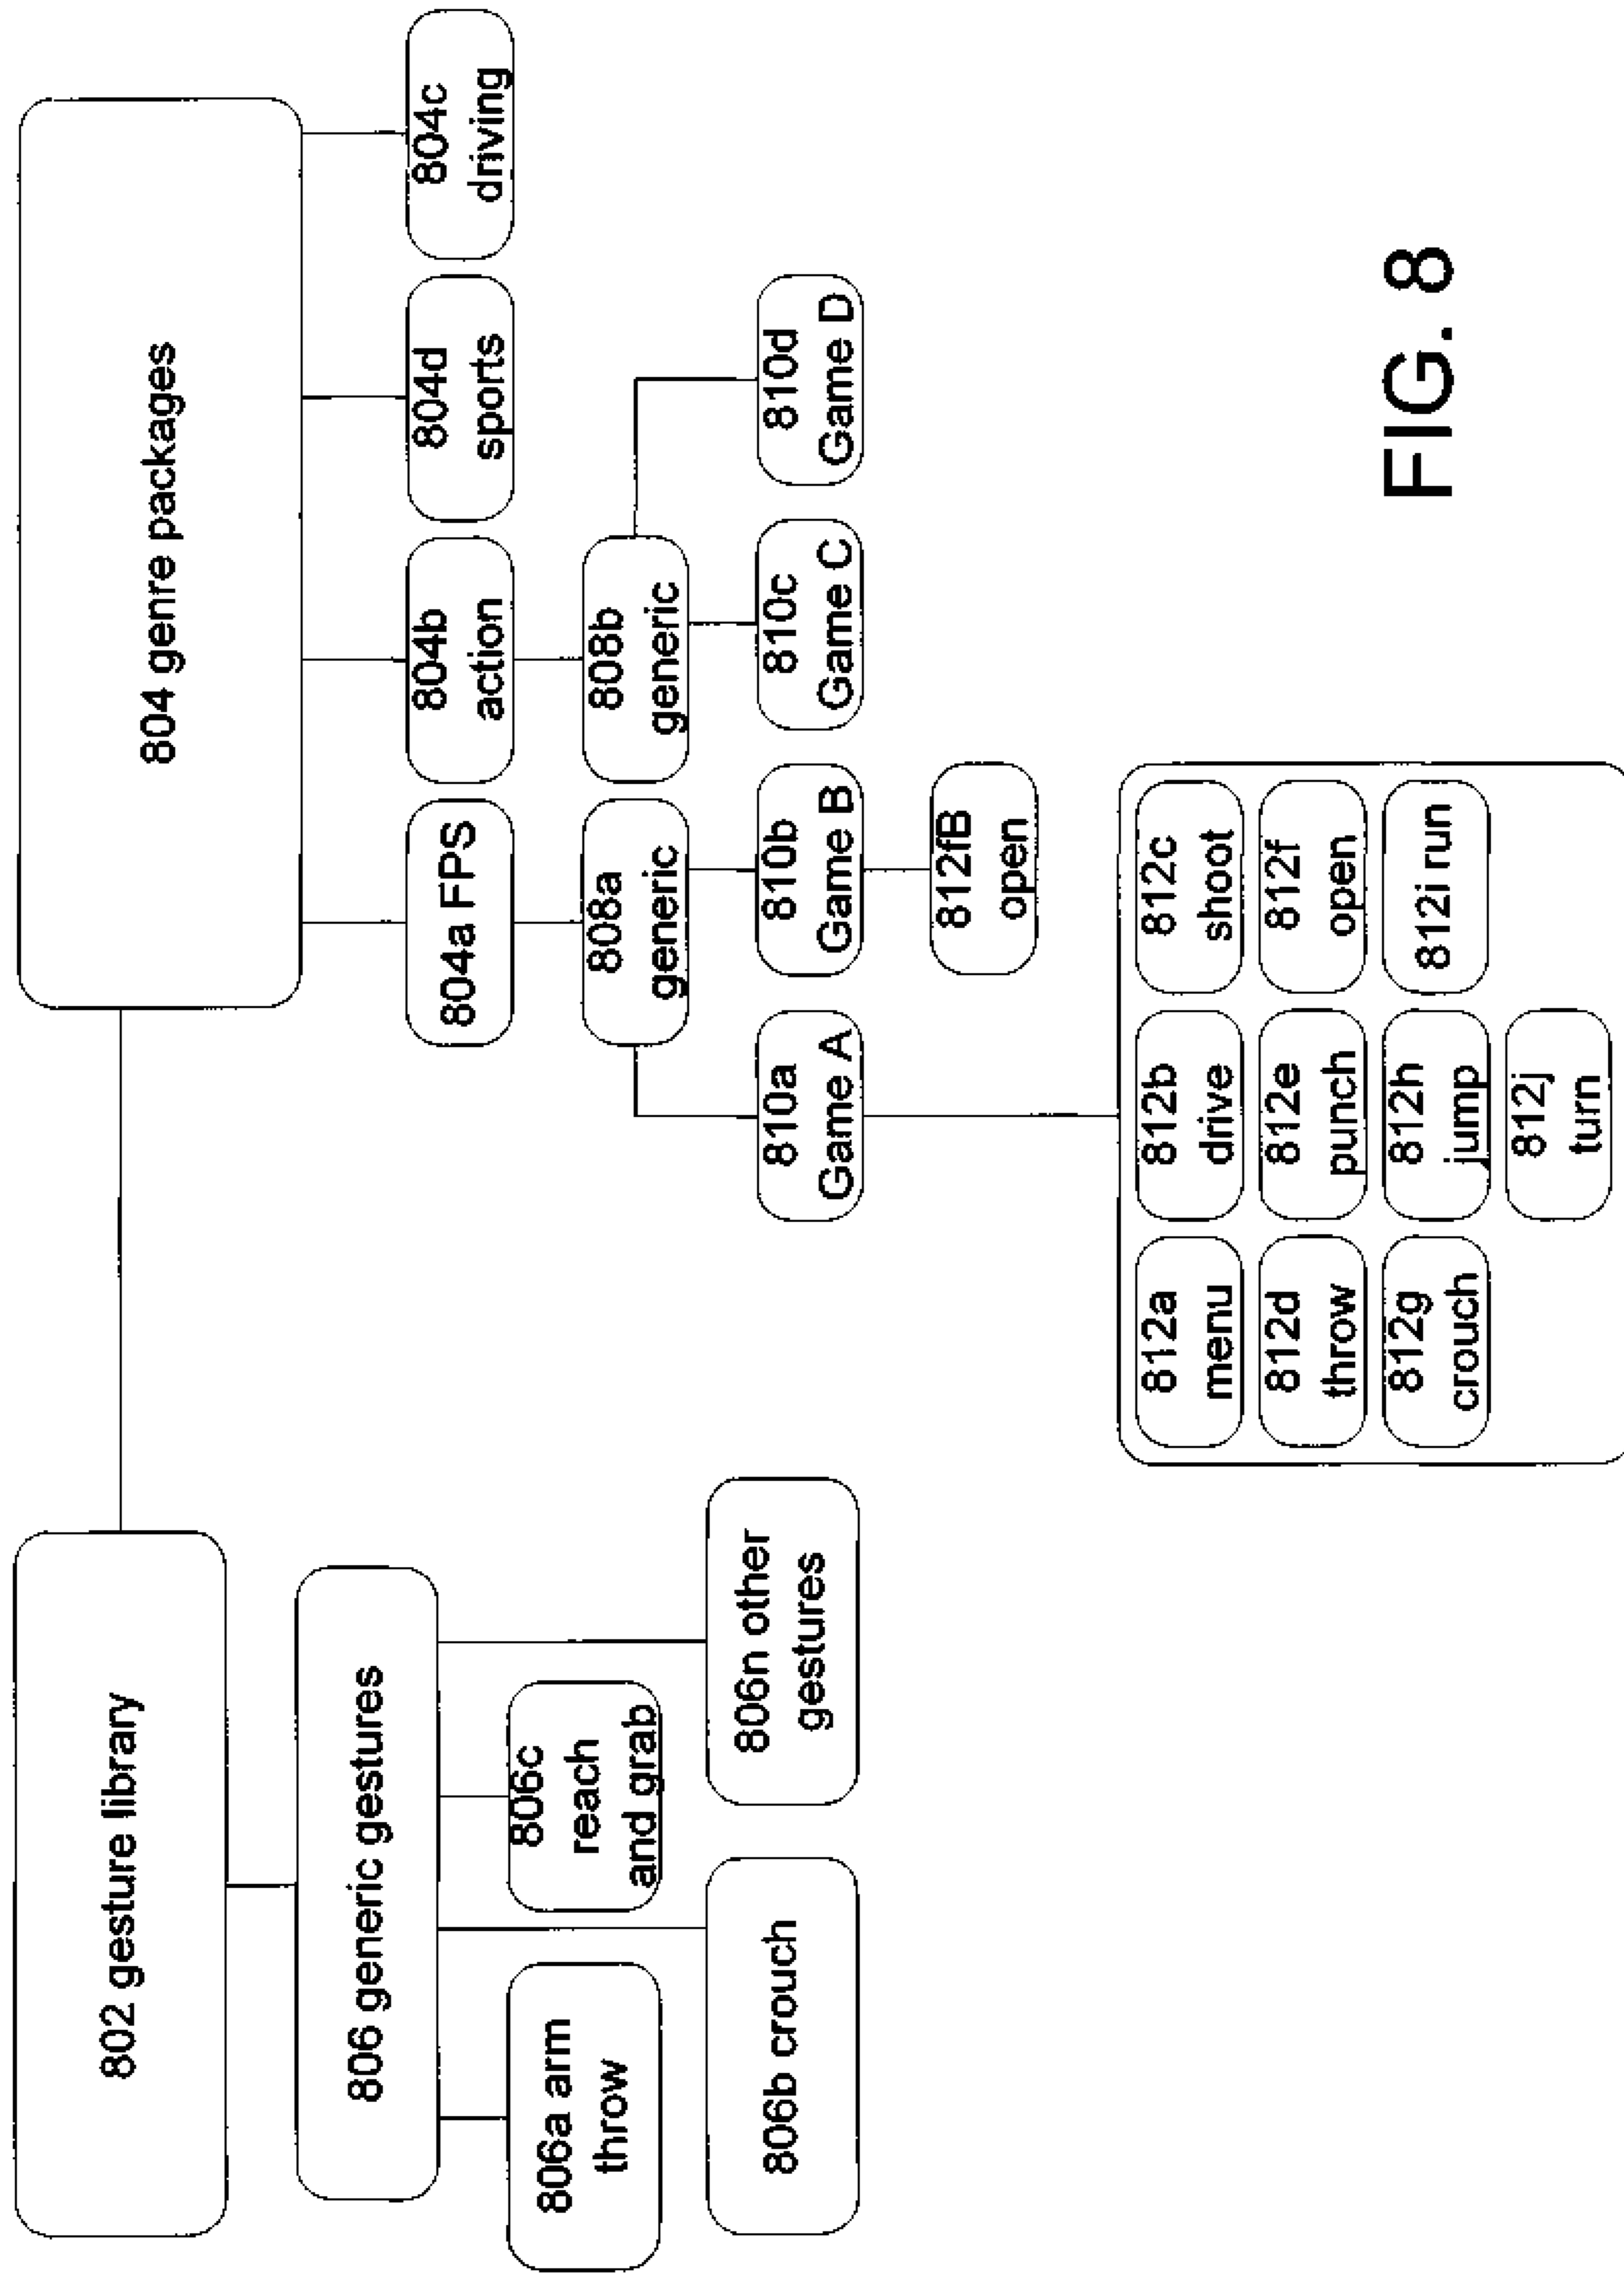 802 gesture library
804 genre packages
806 generic gestures
806a arm
throw
806c
reach
and grab
806b crouch
806n other
gestures
804a FPS
804b
action
804d
sports
804c
driving
808a
generic
808b
generic
810a
Game A
810b
Game B
810c
Game C
810d
Game D
812fB
open
812a
menu
812b
drive
812c
shoot
812d
throw
812e
punch
812f
open
812g
crouch
812h
jump
812i run
812j
turn
FIG. 8